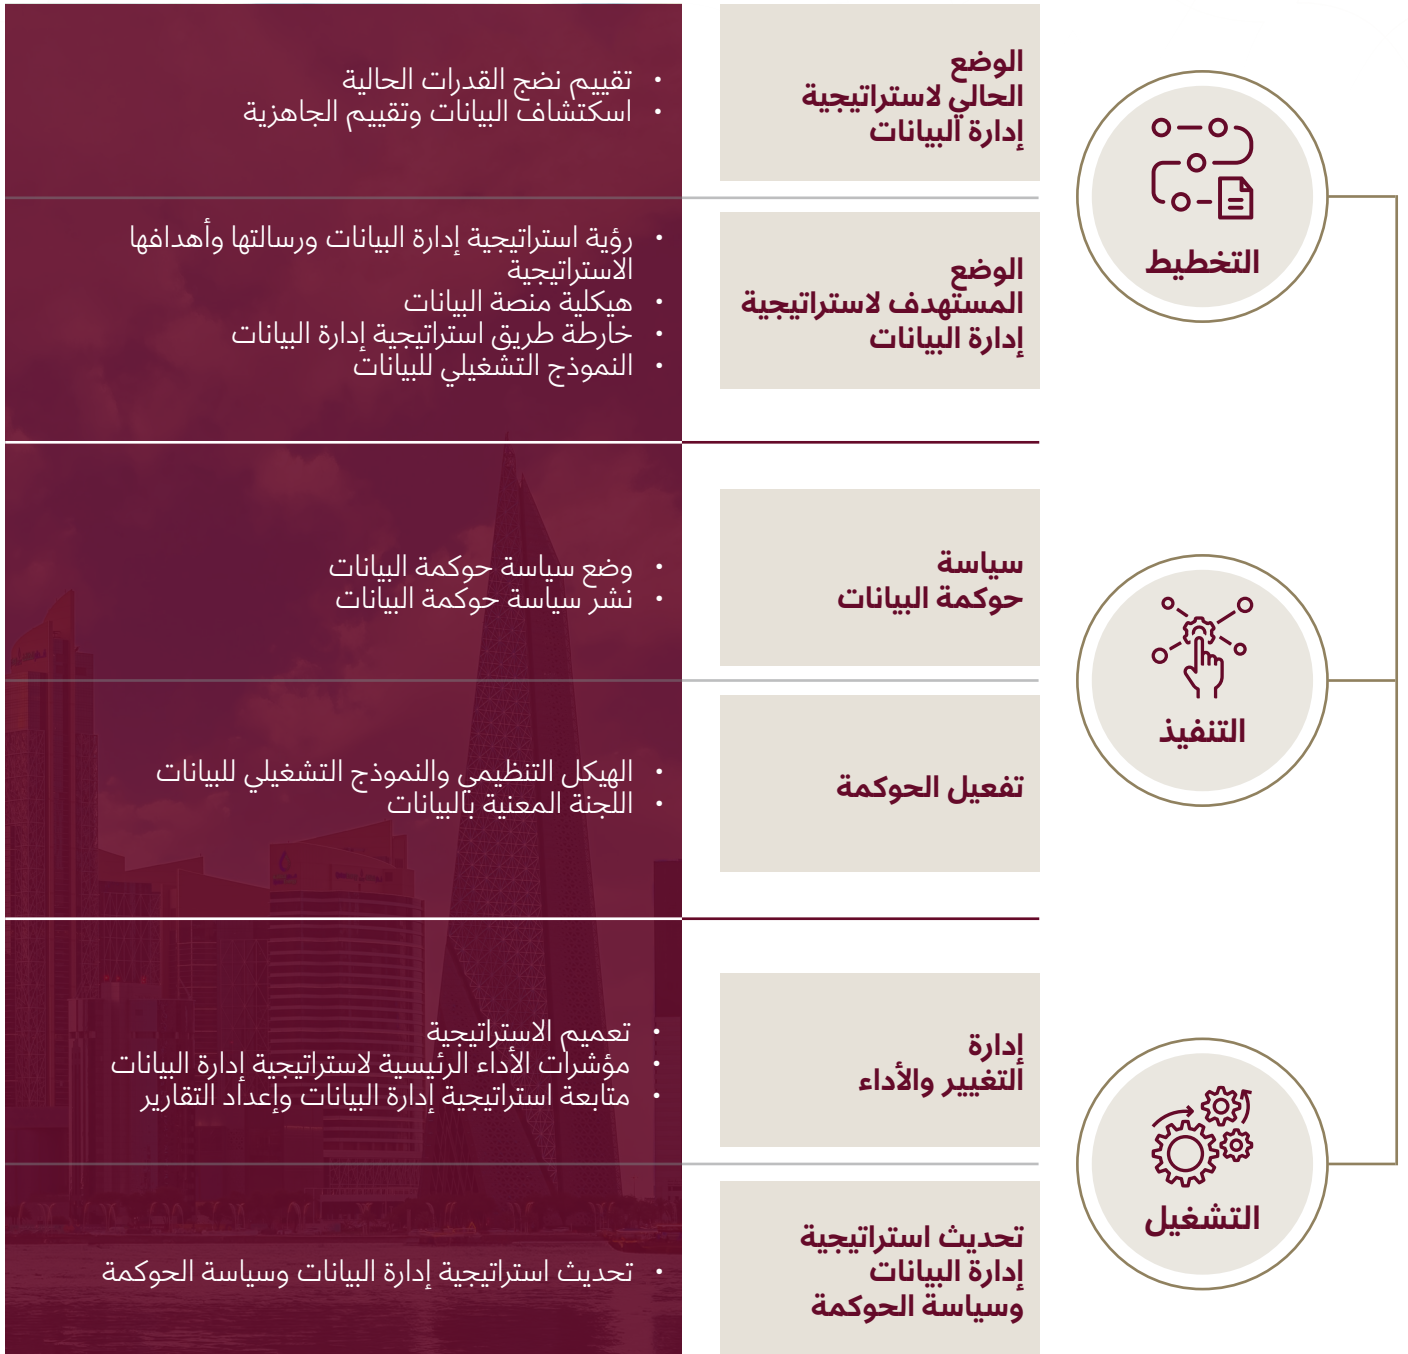 التخطيط
الوضع
الحالي لاستراتيجية
إدارة البيانات
• تقييم نضج القدرات الحالية
• استكشاف البيانات وتقييم الجاهزية
الوضع
المستهدف لاستراتيجية
إدارة البيانات
• رؤية استراتيجية إدارة البيانات ورسالتها وأهدافها
الاستراتيجية
• هيكلية منصة البيانات
• خارطة طريق استراتيجية إدارة البيانات
• النموذج التشغيلي للبيانات
التنفيذ
سياسة
حوكمة البيانات
• وضع سياسة حوكمة البيانات
• نشر سياسة حوكمة البيانات
تفعيل الحوكمة
• الهيكل التنظيمي والنموذج التشغيلي للبيانات
• اللجنة المعنية بالبيانات
التشغيل
إدارة
التغيير والأداء
• تعميم الاستراتيجية
• مؤشرات الأداء الرئيسية لاستراتيجية إدارة البيانات
• متابعة استراتيجية إدارة البيانات وإعداد التقارير
تحديث استراتيجية
إدارة البيانات
وسياسة الحوكمة
• تحديث استراتيجية إدارة البيانات وسياسة الحوكمة